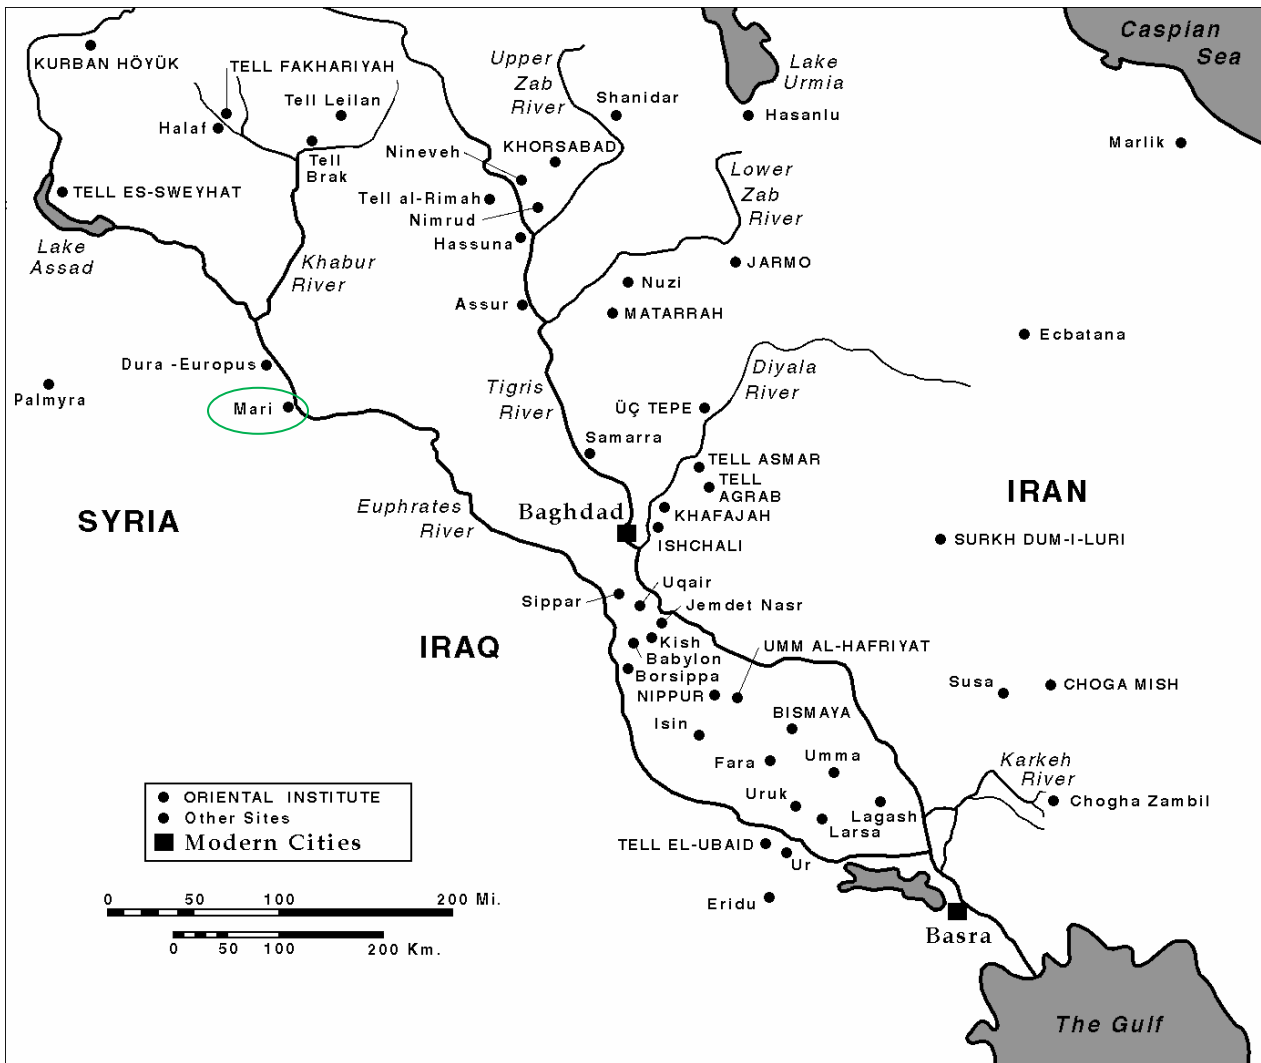 Caspian
Sea
KURBAN HÖYÜK
TELL FAKHARIYAH
Tell Leilan
Halaf
Tell
Brak
Upper
Zab
River
Shanidar
Lake
Urmia
Hasanlu
Marlik
Nineveh
KHORSABAD
TELL ES-SWEYHAT
Tell al-Rimah
Nimrud
Hassuna
Lower
Zab
River
Lake
Assad
Khabur
River
JARMO
Nuzi
Assur
MATARRAH
Ecbatana
Dura -Europus
Palmyra
Mari
Tigris
River
Diyala
River
ÜÇ TEPE
Samarra
TELL ASMAR
TELL
AGRAB
IRAN
SYRIA
Euphrates
River
Baghdad
KHAFAJAH
ISHCHALI
SURKH DUM-I-LURI
Uqair
Sippar
Jemdet Nasr
IRAQ
Kish
UMM AL-HAFRIYAT
Babylon
Borsippa
NIPPUR
Susa
CHOGA MISH
Isin
BISMAYA
Fara
Umma
Karkeh
River
Uruk
Lagash
Larsa
Chogha Zambil
TELL EL-UBAID
Ur
Eridu
Basra
The Gulf
ORIENTAL INSTITUTE
Other Sites
Modern Cities
0 50 100 200 Mi.
0 50 100 200 Km.